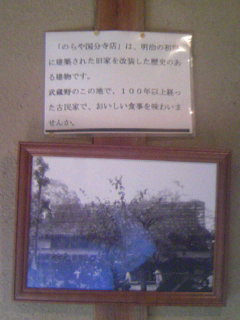 「のらや国分寺店」は、明治の初期
に建築された旧家を改装した歴史のあ
る建物です。
武蔵野のこの地で、１００年以上経っ
た古民家で、おいしい食事を味わいま
せんか。